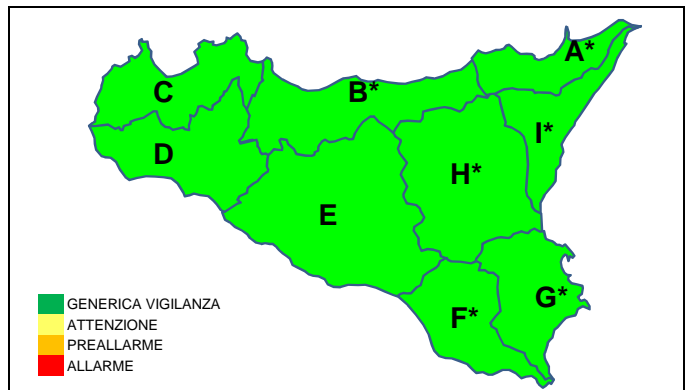 A*
B*
C
I*
D
H*
E
G*
F*
GENERICA VIGILANZA
ATTENZIONE
PREALLARME
ALLARME